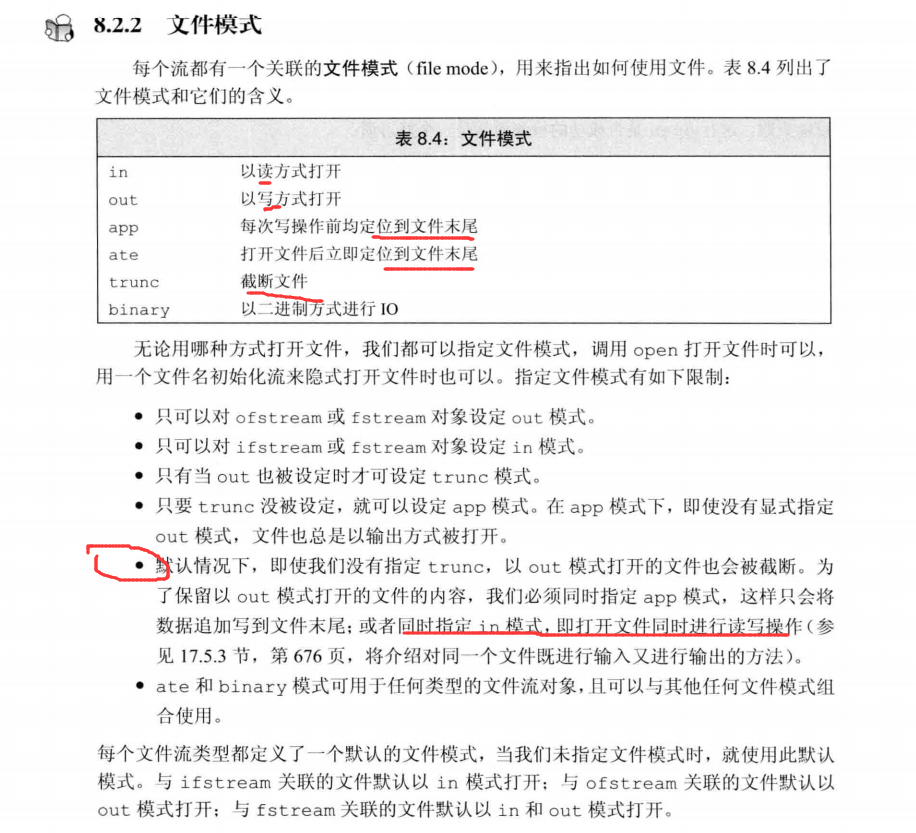 8.2.2 文件模式
每个流都有一个关联的文件模式（file mode），用来指出如何使用文件。表 8.4 列出了
文件模式和它们的含义。
表 8.4：文件模式
in 以读方式打开
out 以写方式打开
app 每次写操作前均定位到文件末尾
ate 打开文件后立即定位到文件末尾
trunc 截断文件
binary 以二进制方式进行 IO
无论用哪种方式打开文件，我们都可以指定文件模式，调用 open 打开文件时可以，
用一个文件名初始化流来隐式打开文件时也可以。指定文件模式有如下限制：
● 只可以对 ofstream 或 fstream 对象设定 out 模式。
● 只可以对 ifstream 或 fstream 对象设定 in 模式。
● 只有当 out 也被设定时才可设定 trunc 模式。
● 只要 trunc 没被设定，就可以设定 app 模式。在 app 模式下，即使没有显式指定
out 模式，文件也总是以输出方式被打开。
● 默认情况下，即使我们没有指定 trunc，以 out 模式打开的文件也会被截断。为
了保留以 out 模式打开的文件的内容，我们必须同时指定 app 模式，这样只会将
数据追加写到文件末尾；或者同时指定 in 模式，即打开文件同时进行读写操作（参
见 17.5.3 节，第 676 页，将介绍对同一个文件既进行输入又进行输出的方法）。
● ate 和 binary 模式可用于任何类型的文件流对象，且可以与其他任何文件模式组
合使用。
每个文件流类型都定义了一个默认的文件模式，当我们未指定文件模式时，就使用此默认
模式。与 ifstream 关联的文件默认以 in 模式打开；与 ofstream 关联的文件默认以
out 模式打开；与 fstream 关联的文件默认以 in 和 out 模式打开。